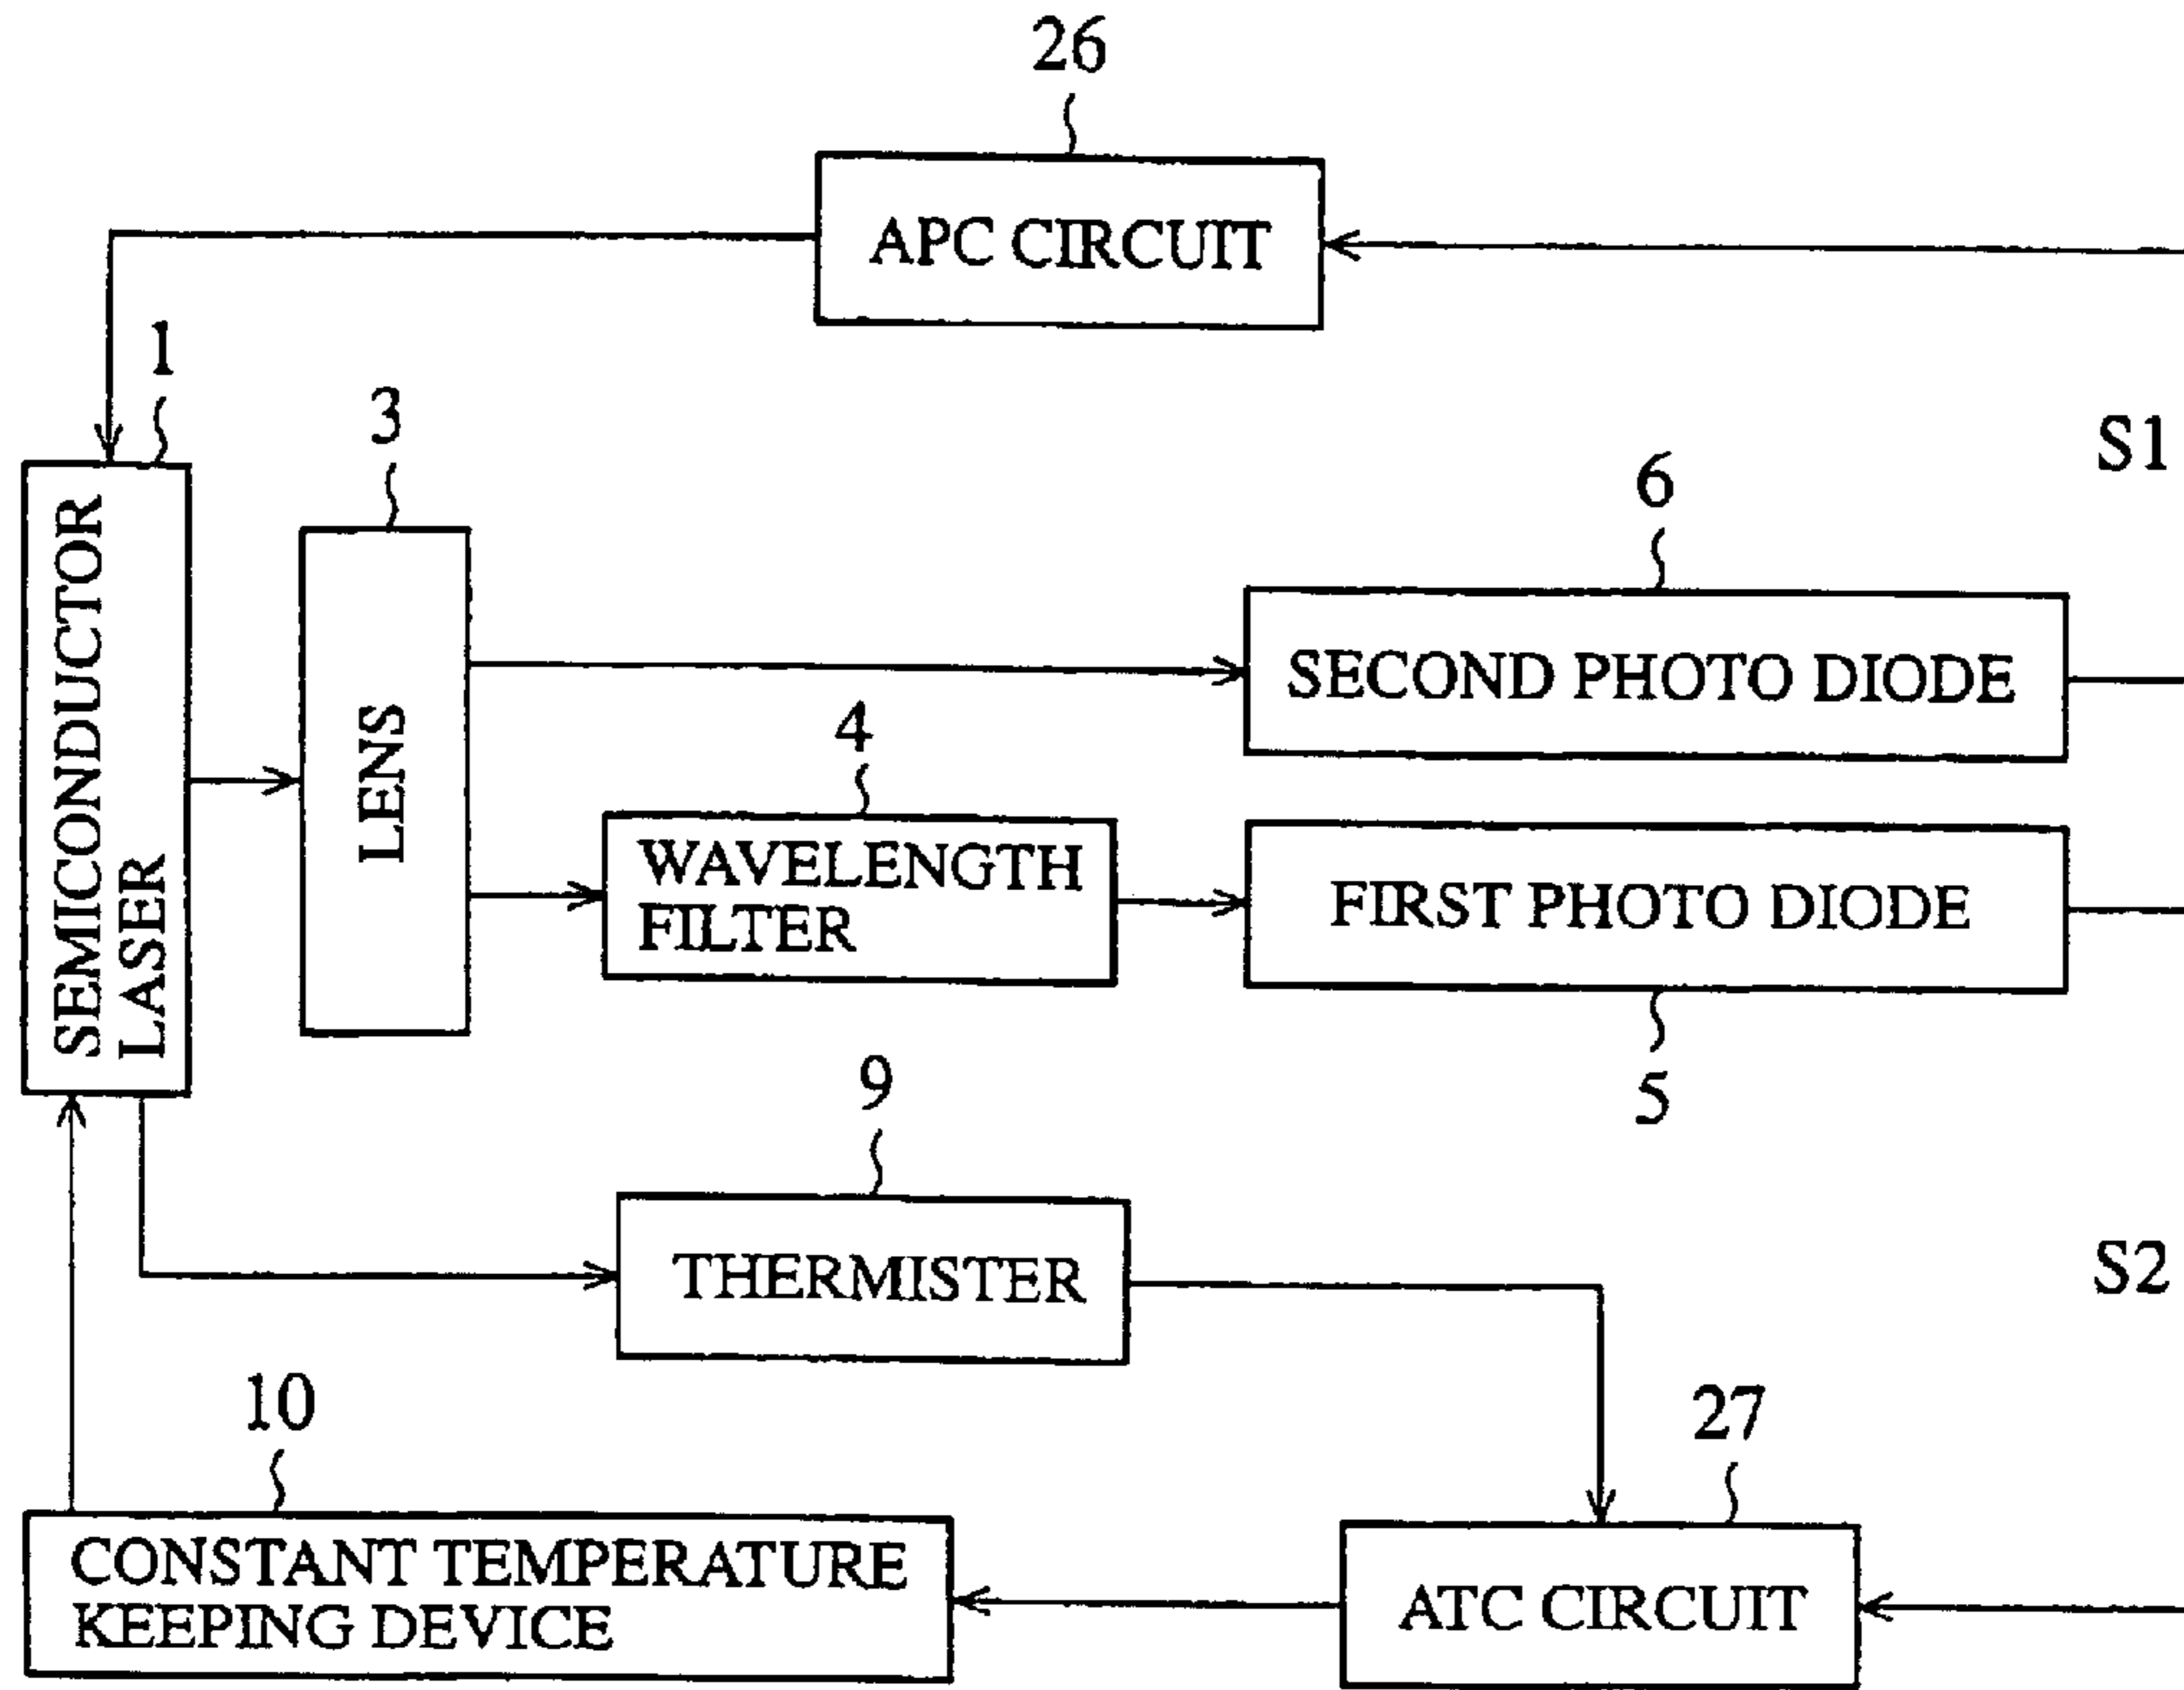 26
APC CIRCUIT
1
3
S1
6
SEMICONDUCTOR
LASER
LENS
SECOND PHOTO DIODE
4
WAVELENGTH
FILTER
FIRST PHOTO DIODE
5
9
THERMISTER
S2
10
27
CONSTANT TEMPERATURE
KEEPING DEVICE
ATC CIRCUIT